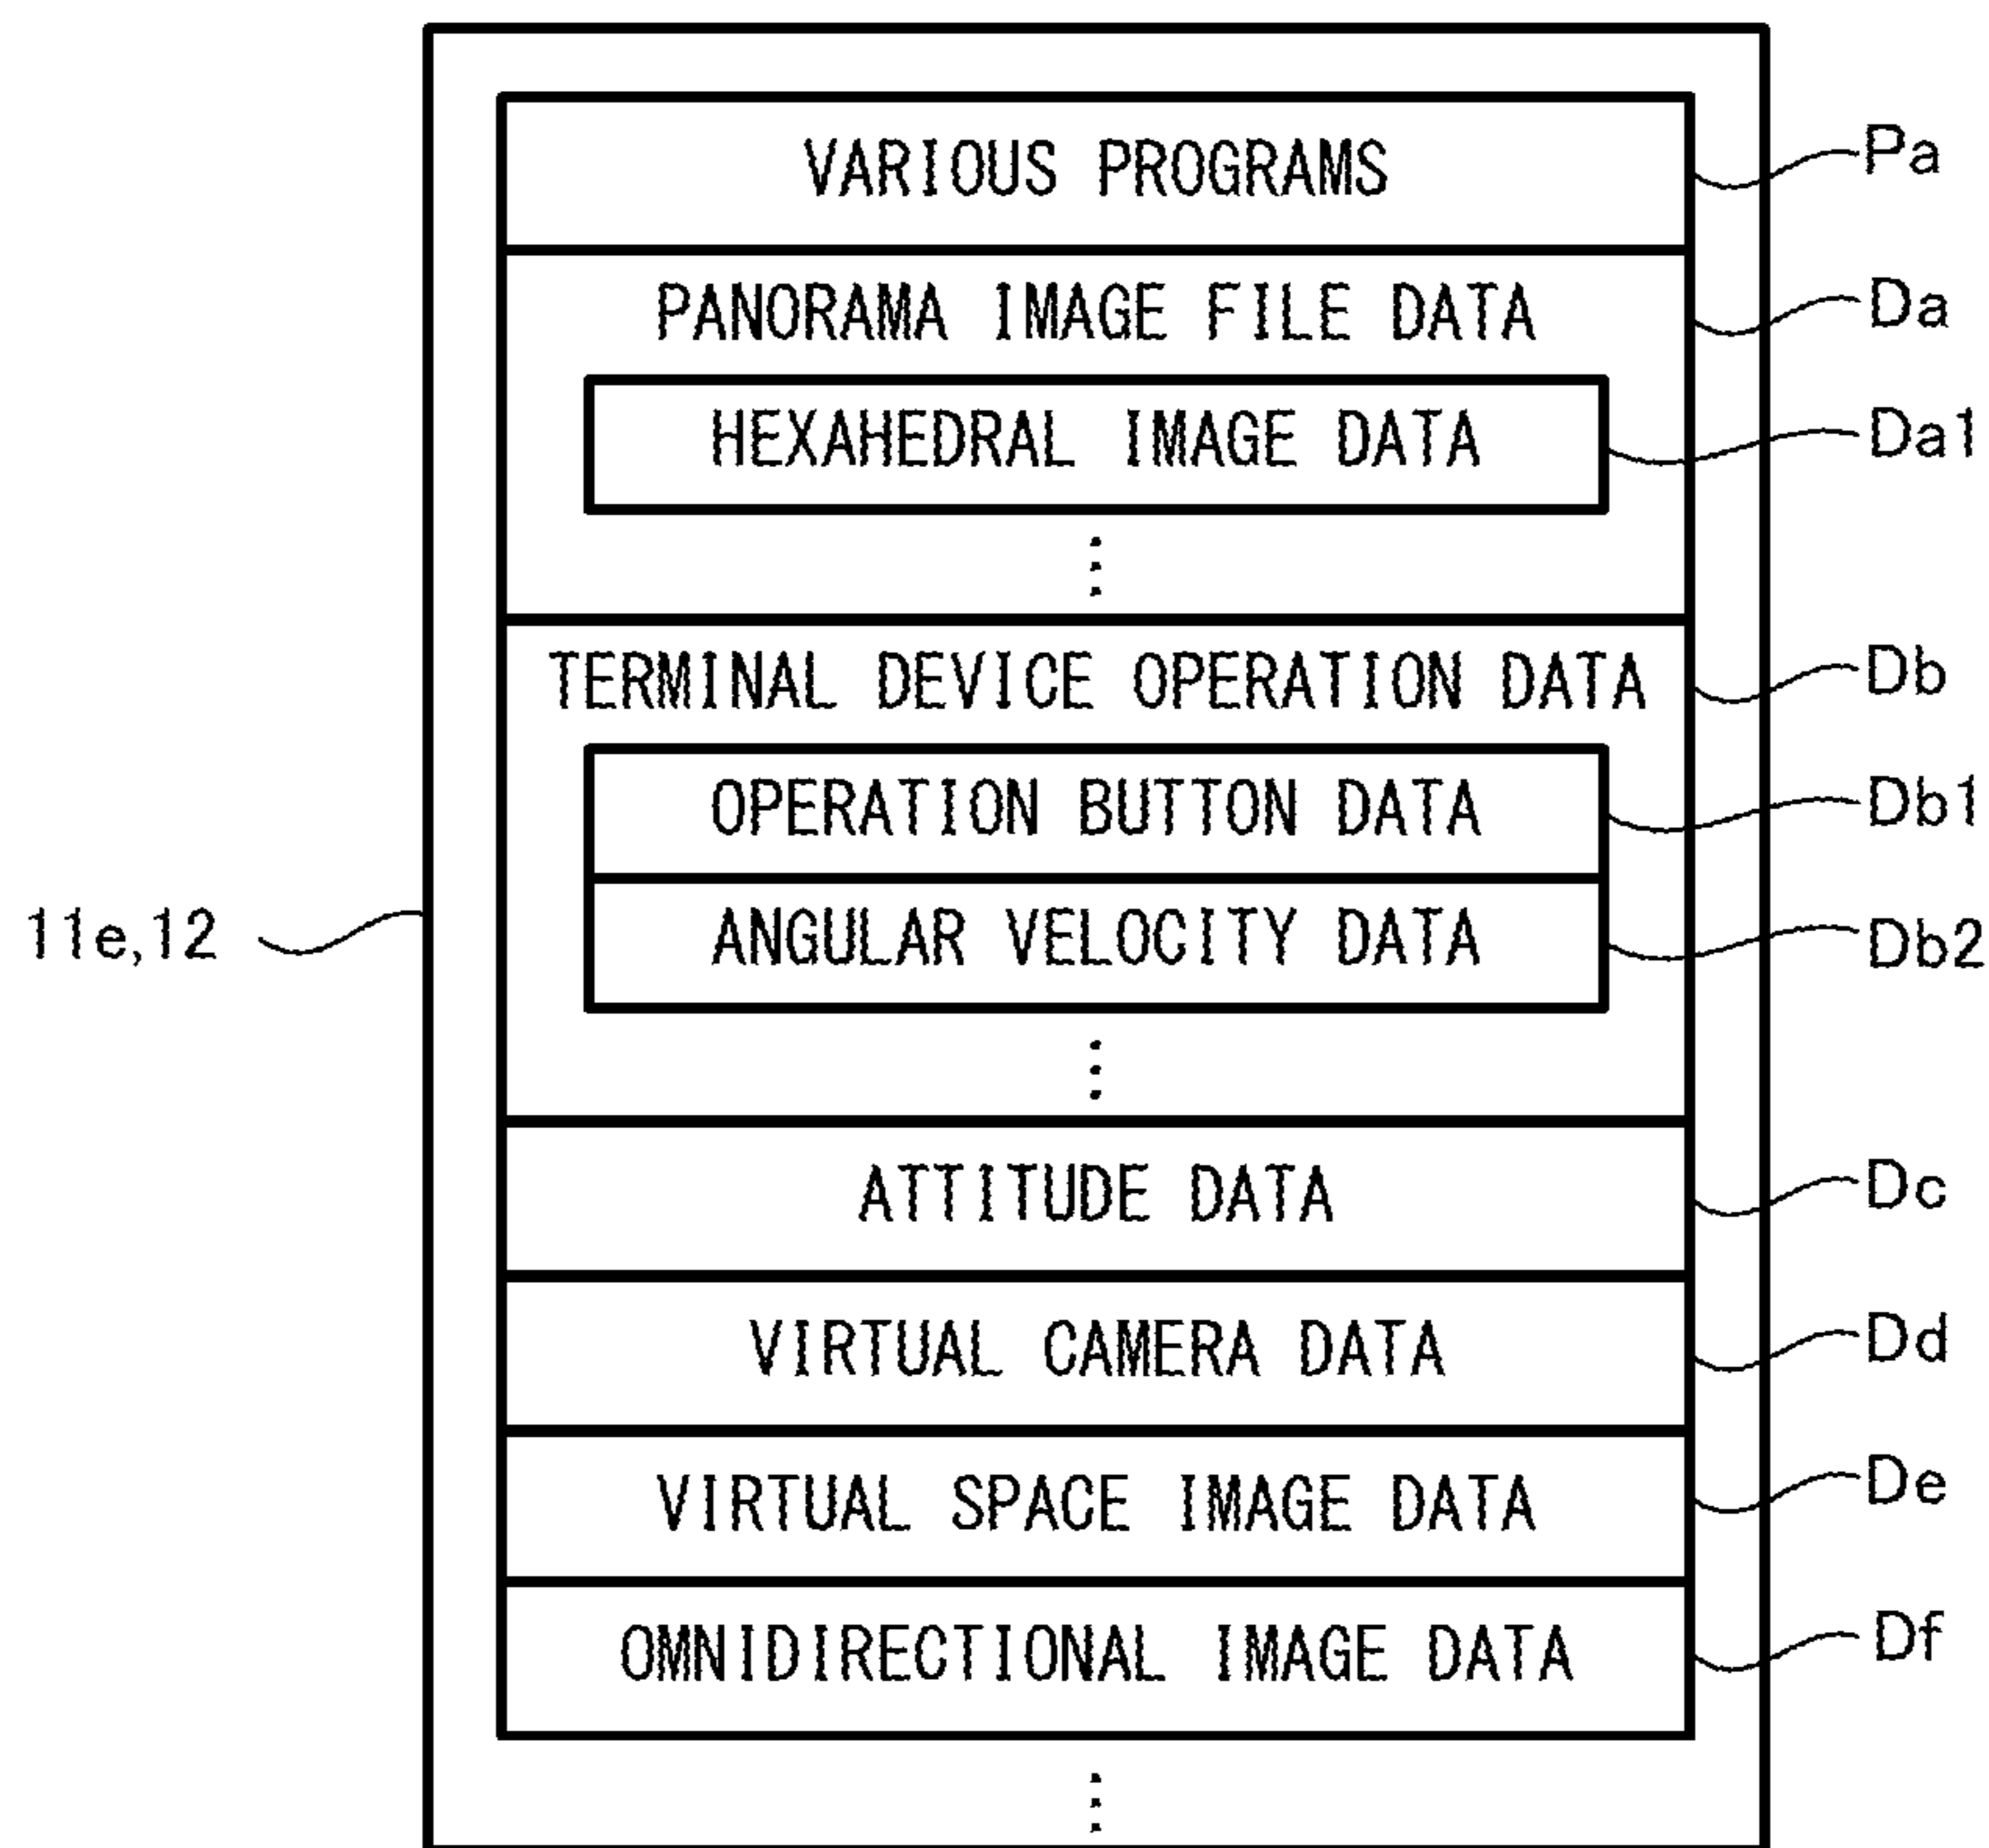 VARIOUS PROGRAMS Pa
PANORAMA IMAGE FILE DATA Da
HEXAHEDRAL IMAGE DATA Da1
TERMINAL DEVICE OPERATION DATA Db
OPERATION BUTTON DATA Db1
11e,12
ANGULAR VELOCITY DATA Db2
ATTITUDE DATA Dc
VIRTUAL CAMERA DATA Dd
VIRTUAL SPACE IMAGE DATA De
OMNIDIRECTIONAL IMAGE DATA Df